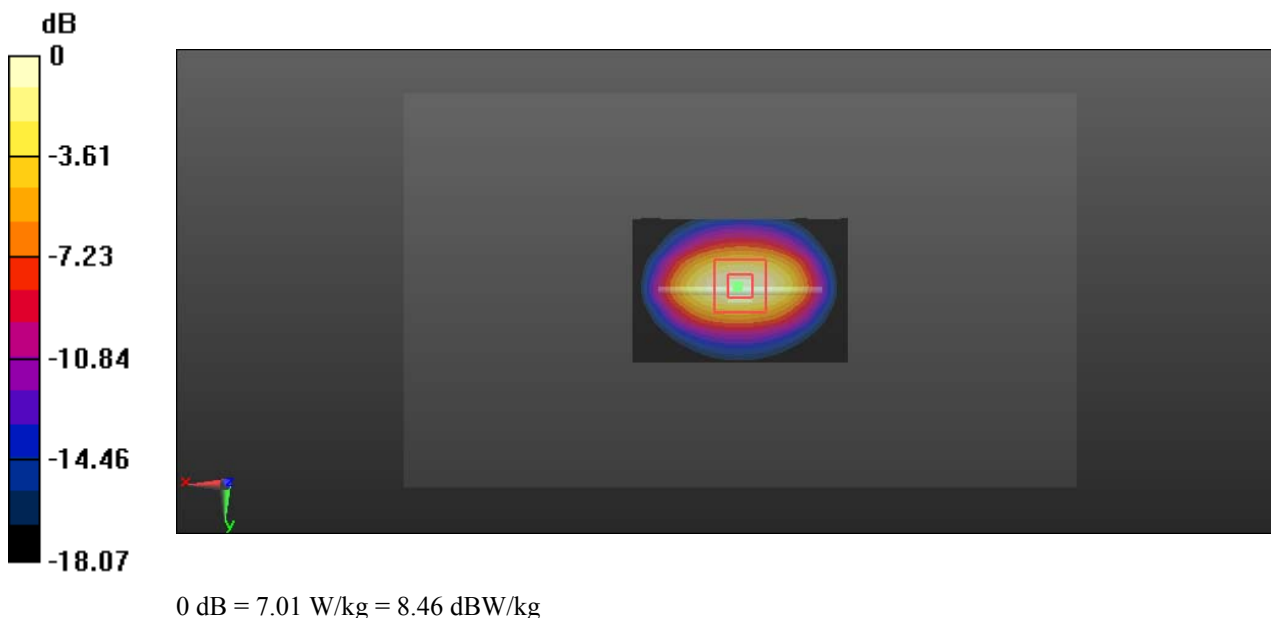 dB
0
-3.61
-7.23
-10.84
-14.46
-18.07
x
z
y
0 dB = 7.01 W/kg = 8.46 dBW/kg